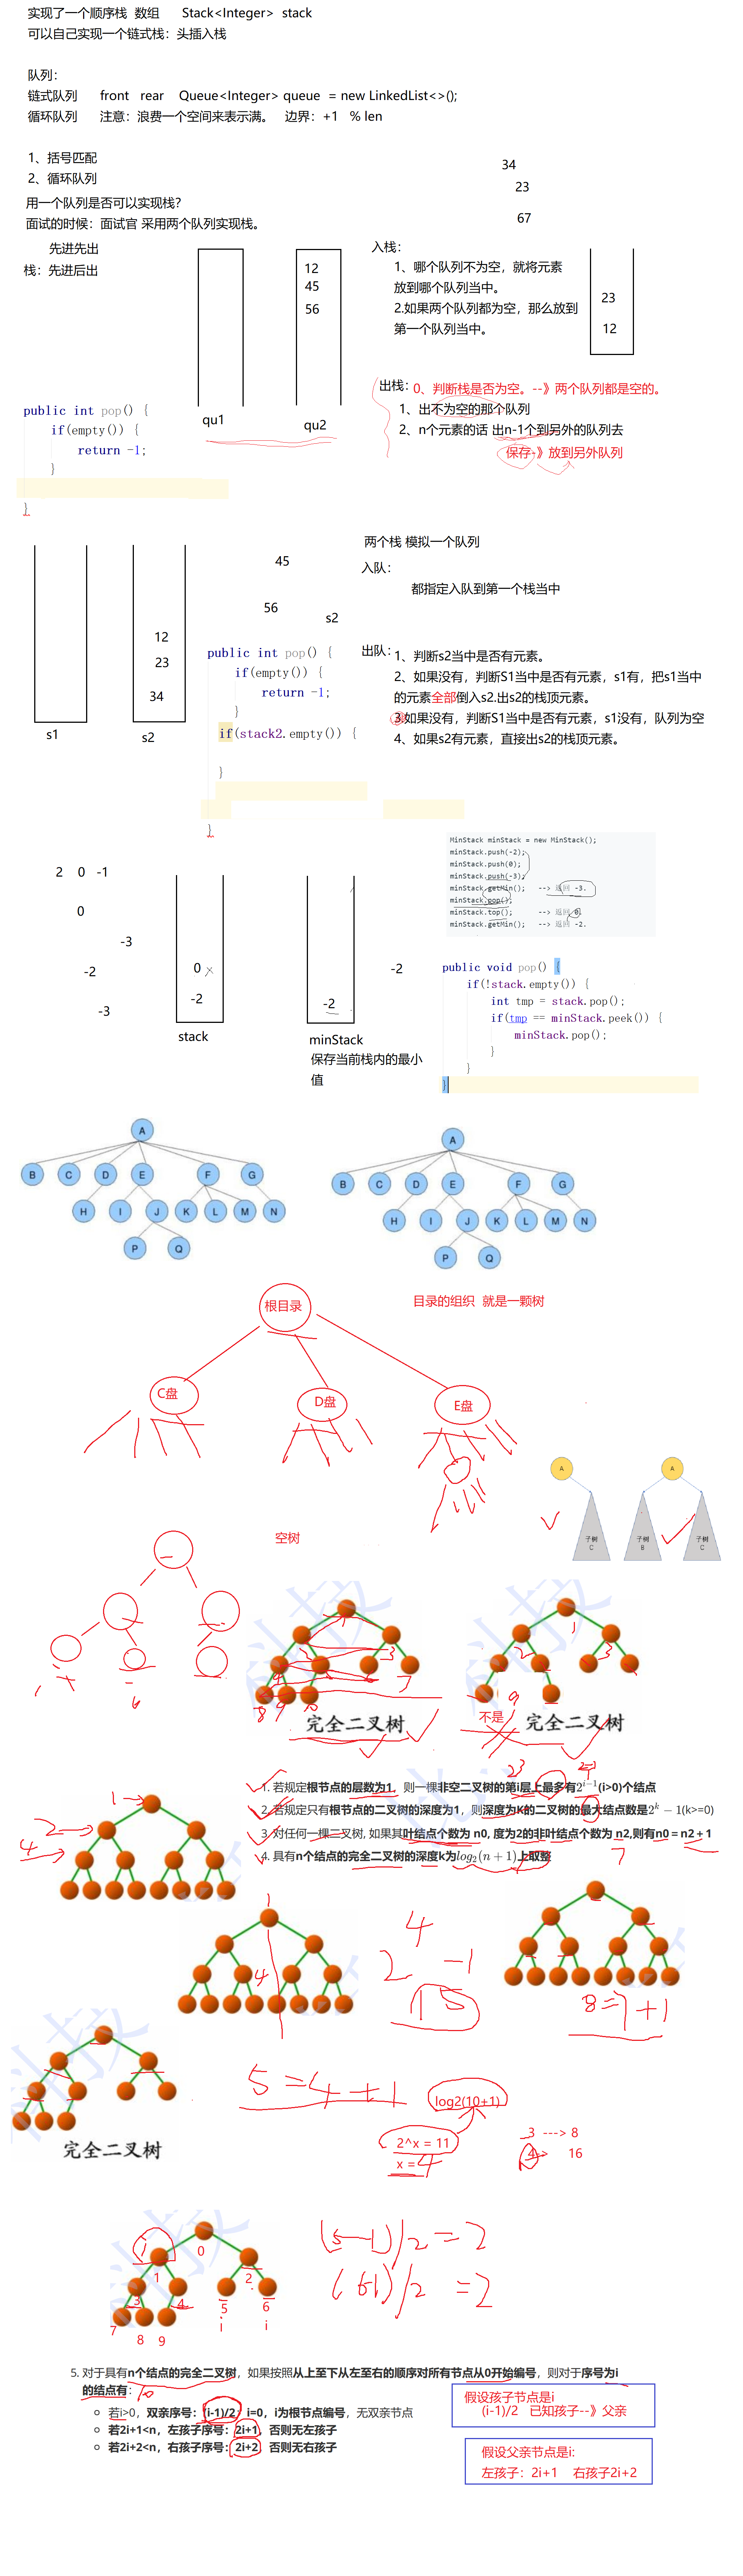 实现了一个顺序栈 数组 Stack<Integer> stack
可以自己实现一个链式栈：头插入栈
队列：
链式队列 front rear Queue<Integer> queue = new LinkedList<>();
循环队列 注意：浪费一个空间来表示满。 边界：+1 % len
1、括号匹配
2、循环队列
用一个队列是否可以实现栈？
面试的时候：面试官 采用两个队列实现栈。
先进先出
栈：先进后出
34
23
67
12
45
56
qu1
qu2
入栈：
1、哪个队列不为空，就将元素
放到哪个队列当中。
2.如果两个队列都为空，那么放到
第一个队列当中。
23
12
出栈：
0、判断栈是否为空。--》两个队列都是空的。
1、出不为空的那个队列
2、n个元素的话 出n-1个到另外的队列去
保存-》放到另外队列
public int pop() {
if(empty()) {
return -1;
}
}
两个栈 模拟一个队列
入队：
都指定入队到第一个栈当中
45
56
s2
12
23
34
s1
s2
public int pop() {
if(empty()) {
return -1;
}
if(stack2.empty()) {
}
}
出队：
1、判断s2当中是否有元素。
2、如果没有，判断S1当中是否有元素，s1有，把s1当中
的元素全部倒入s2.出s2的栈顶元素。
3如果没有，判断S1当中是否有元素，s1没有，队列为空
4、如果s2有元素，直接出s2的栈顶元素。
MinStack minStack = new MinStack();
minStack.push(-2);
minStack.push(0);
minStack.push(-3);
minStack.getMin(); --> 返回 -3.
minStack.pop();
minStack.top(); --> 返回 0.
minStack.getMin(); --> 返回 -2.
2 0 -1
0
-3
-2
-3
0
-2
stack
-2
minStack
保存当前栈内的最小
值
-2
public void pop() {
if(!stack.empty()) {
int tmp = stack.pop();
if(tmp == minStack.peek()) {
minStack.pop();
}
}
}
A
B C D E F G
H I J K L M N
P Q
A
B C D E F G
H I J K L M N
P Q
目录的组织 就是一颗树
根目录
C盘
D盘
E盘
A
子树
C
A
子树
B
子树
C
空树
完全二叉树
不是
完全二叉树
1. 若规定根节点的层数为1，则一棵非空二叉树的第i层上最多有2^{i-1}(i>0)个结点
2. 若规定只有根节点的二叉树的深度为1，则深度为K的二叉树的最大结点数是2^k − 1(k>=0)
3. 对任何一棵二叉树, 如果其叶结点个数为 n0, 度为2的非叶结点个数为 n2,则有n0＝n2＋1
4. 具有n个结点的完全二叉树的深度k为log_2(n + 1)上取整
1
2
4
7
4
2 -1
15
8=7+1
完全二叉树
5=4+1
log2(10+1)
2^x = 11
x = 4
3 ---> 8
4-> 16
0
1
2
3
4
5
6
7
8
9
i
i
(5-1)/2=2
(6-1)/2=2
5. 对于具有n个结点的完全二叉树，如果按照从上至下从左至右的顺序对所有节点从0开始编号，则对于序号为i
的结点有：
若i>0，双亲序号：(i-1)/2；i=0，i为根节点编号，无双亲节点
若2i+1<n，左孩子序号：2i+1，否则无左孩子
若2i+2<n，右孩子序号：2i+2，否则无右孩子
假设孩子节点是i
(i-1)/2 已知孩子--》父亲
假设父亲节点是i:
左孩子：2i+1 右孩子2i+2